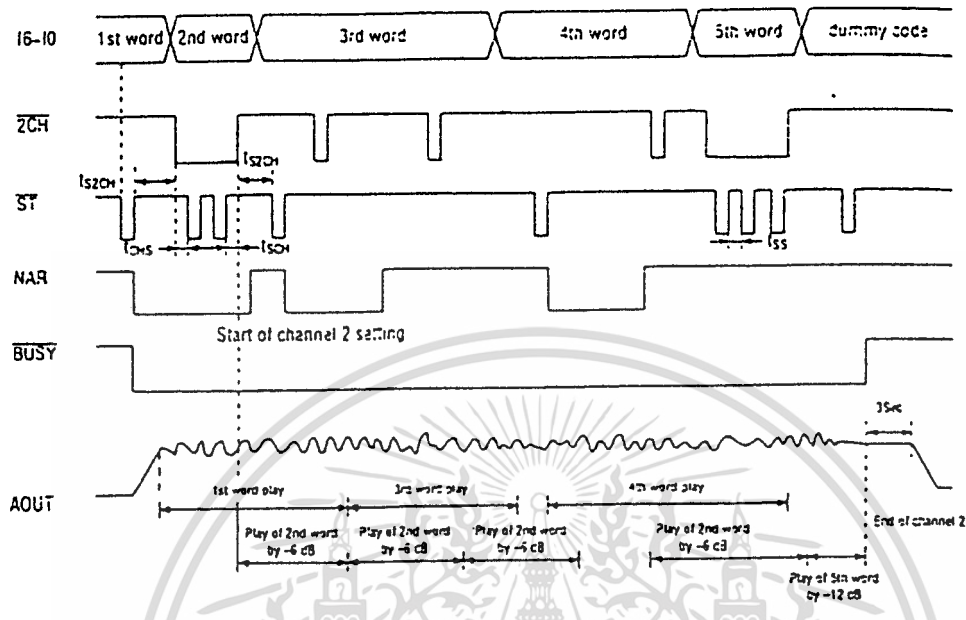 I6-I0
1st word
2nd word
3rd word
4th word
5th word
dummy code
2CH
tS2CH
tS2CH
ST
tCHS
tSCH
tSS
NAR
Start of channel 2 setting
BUSY
3Sec
AOUT
1st word play
3rd word play
4th word play
Play of 2nd word
by -6 dB
Play of 2nd word
by -6 dB
Play of 2nd word
by -6 dB
Play of 2nd word
by -6 dB
End of channel 2
Play of 5th word
by -12 dB